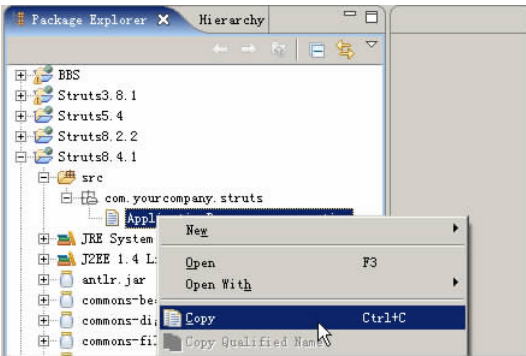 Package Explorer Hierarchy
BBS
Struts3.8.1
Struts5.4
Struts8.2.2
Struts8.4.1
src
com.yourcompany.struts
JRE System
J2EE 1.4
antlr.jar
New
Open F3
Open With
Copy Ctrl+C
Copy Qualified Name